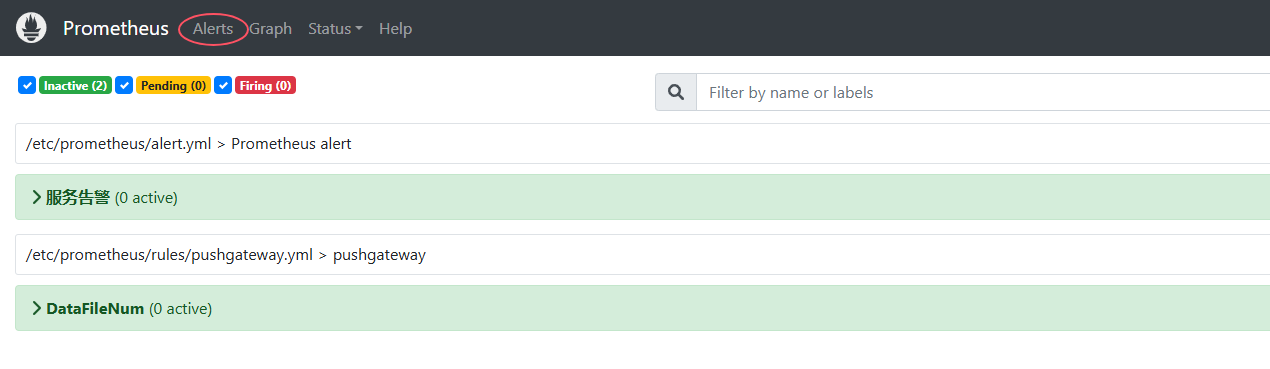 Prometheus Alerts Graph Status Help
Inactive (2) Pending (0) Firing (0) Filter by name or labels
/etc/prometheus/alert.yml > Prometheus alert
服务告警 (0 active)
/etc/prometheus/rules/pushgateway.yml > pushgateway
DataFileNum (0 active)